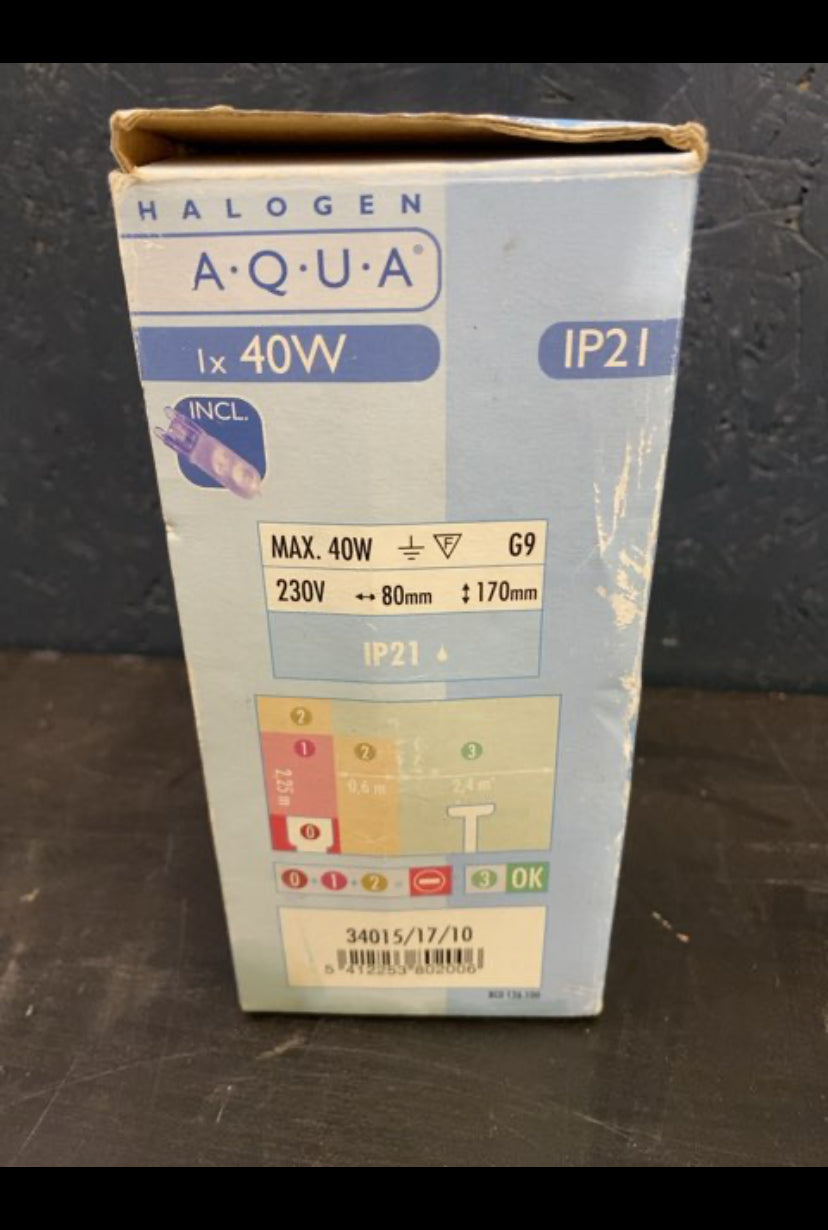 HALOGEN
A·Q·U·A®
1x 40W
IP21
INCL.
MAX. 40W F G9
230V ↔ 80mm ↕ 170mm
IP21
2
1 2 3
2,25 m 0,6 m 2,4 m
0
0 + 1 + 2 = 3 OK
34015/17/10
5 412253 802006